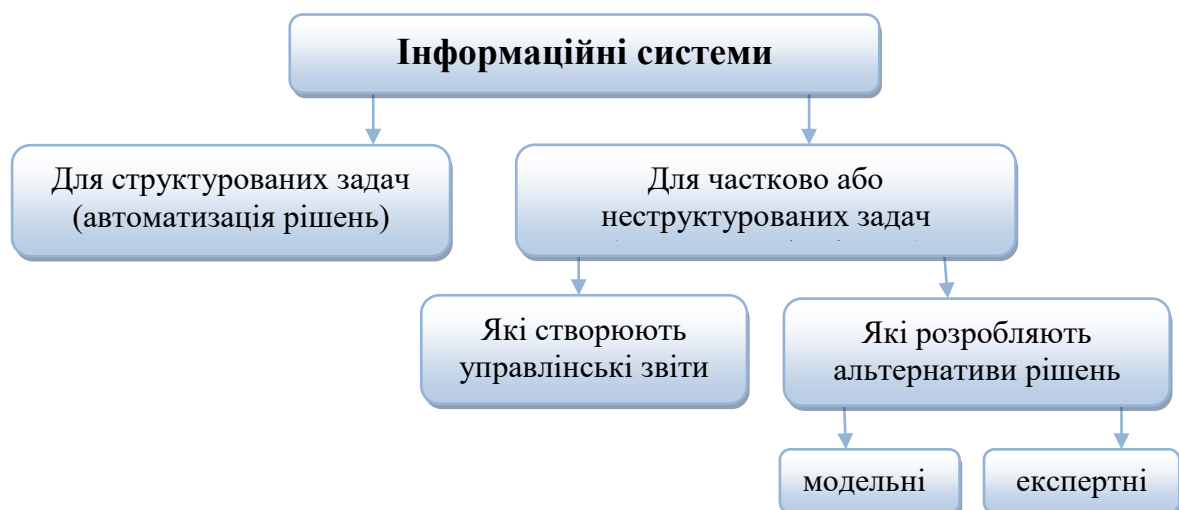 Інформаційні системи
Для структурованих задач
(автоматизація рішень)
Для частково або
неструктурованих задач
Які створюють
управлінські звіти
Які розробляють
альтернативи рішень
модельні
експертні